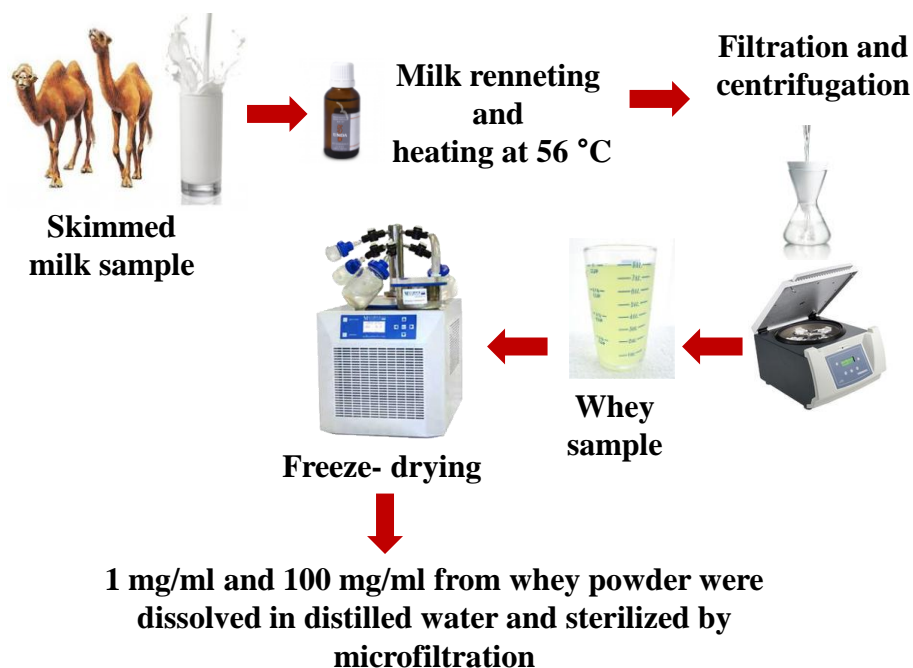 Skimmed
milk sample
Milk renneting
and
heating at 56 °C
Filtration and
centrifugation
Whey
sample
Freeze- drying
1 mg/ml and 100 mg/ml from whey powder were
dissolved in distilled water and sterilized by
microfiltration